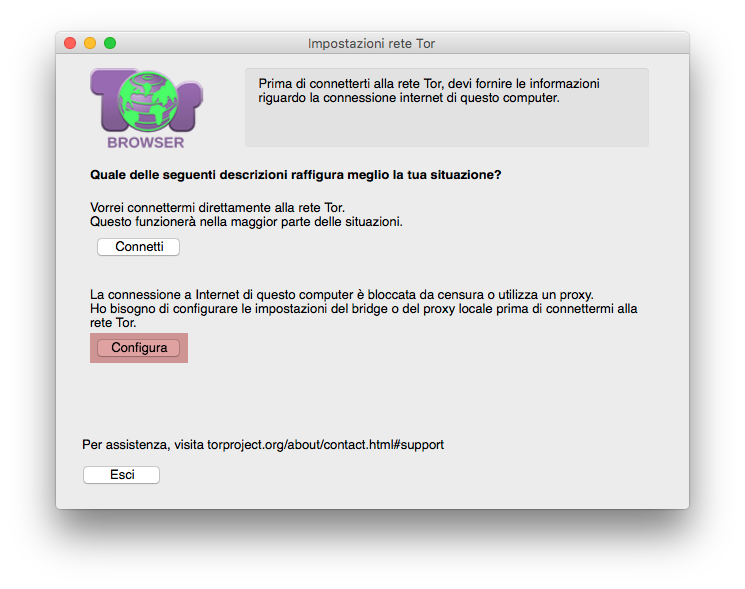 Impostazioni rete Tor
Tor
BROWSER
Prima di connetterti alla rete Tor, devi fornire le informazioni
riguardo la connessione internet di questo computer.
Quale delle seguenti descrizioni raffigura meglio la tua situazione?
Vorrei connettermi direttamente alla rete Tor.
Questo funzionerà nella maggior parte delle situazioni.
Connetti
La connessione a Internet di questo computer è bloccata da censura o utilizza un proxy.
Ho bisogno di configurare le impostazioni del bridge o del proxy locale prima di connettermi alla
rete Tor.
Configura
Per assistenza, visita torproject.org/about/contact.html#support
Esci